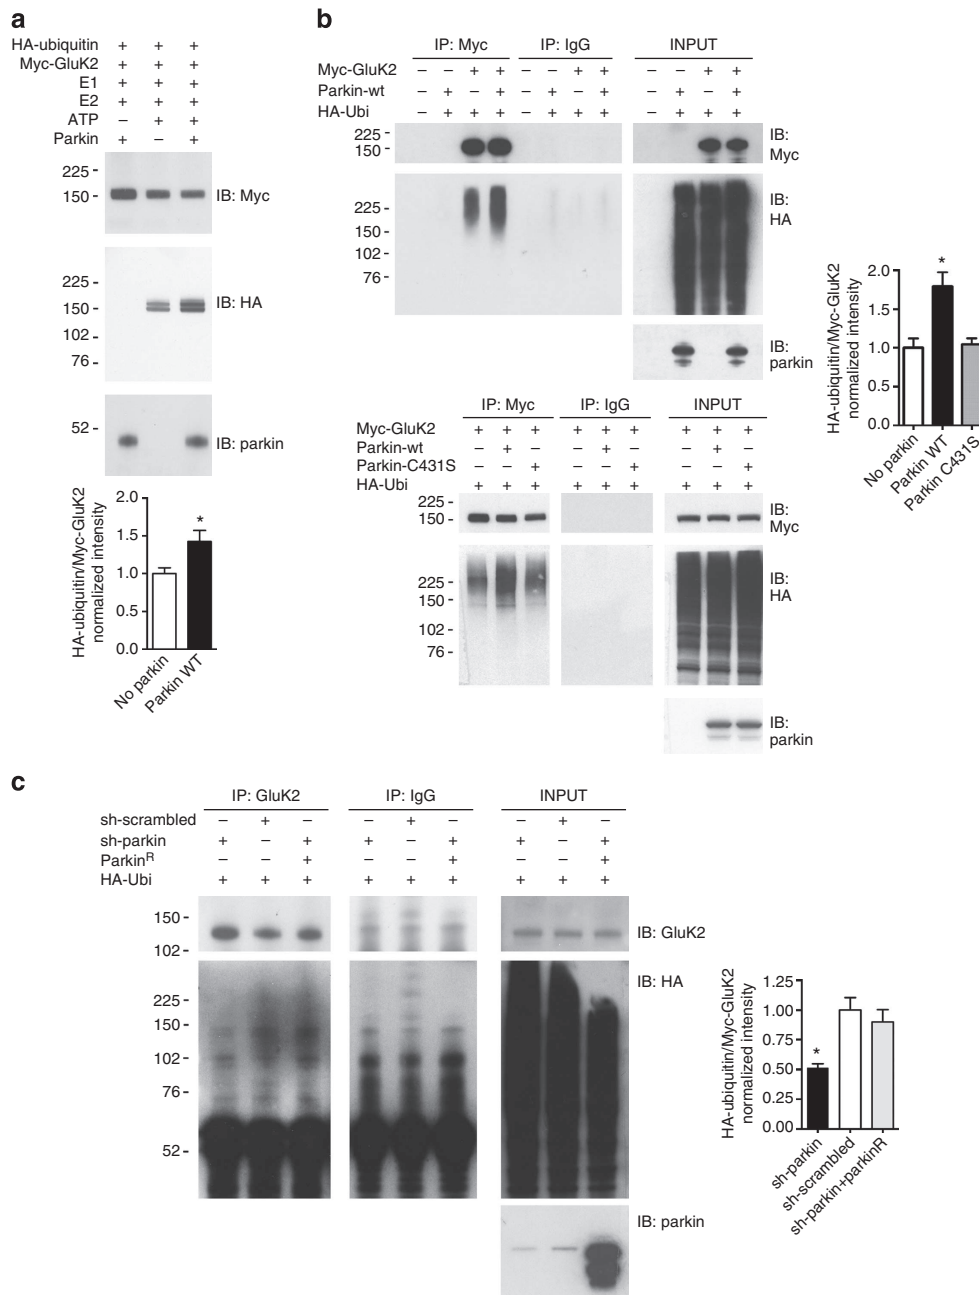 a
HA-ubiquitin + + +
Myc-GluK2 + + +
E1 + + +
E2 + + +
ATP – + +
Parkin + – +
225 -
150 -
IB: Myc
225 -
150 -
102 -
76 -
IB: HA
52 -
IB: parkin
HA-ubiquitin/Myc-GluK2
normalized intensity
2.0
1.5
1.0
0.5
0.0
*
No parkin
Parkin WT
b
IP: Myc IP: IgG INPUT
Myc-GluK2 – – + + – – + + – – + +
Parkin-wt – + – + – + – + – + – +
HA-Ubi – + + + – + + + – + + +
225 -
150 -
IB:
Myc
225 -
150 -
102 -
76 -
IB:
HA
IB:
parkin
HA-ubiquitin/Myc-GluK2
normalized intensity
2.0
1.5
1.0
0.5
0.0
*
No parkin
Parkin WT
Parkin C431S
IP: Myc IP: IgG INPUT
Myc-GluK2 + + + + + + + + +
Parkin-wt – + – – + – – + –
Parkin-C431S – – + – – + – – +
HA-Ubi + + + + + + + + +
225 -
150 -
IB:
Myc
225 -
150 -
102 -
76 -
IB:
HA
IB:
parkin
c
IP: GluK2 IP: IgG INPUT
sh-scrambled – + – – + – – + –
sh-parkin + – + + – + + – +
ParkinR – – + – – + – – +
HA-Ubi + + + + + + + + +
150 -
102 -
IB: GluK2
225 -
150 -
102 -
76 -
52 -
IB: HA
IB: parkin
HA-ubiquitin/Myc-GluK2
normalized intensity
1.25
1.00
0.75
0.50
0.25
0.00
*
sh-parkin
sh-scrambled
sh-parkin+parkinR